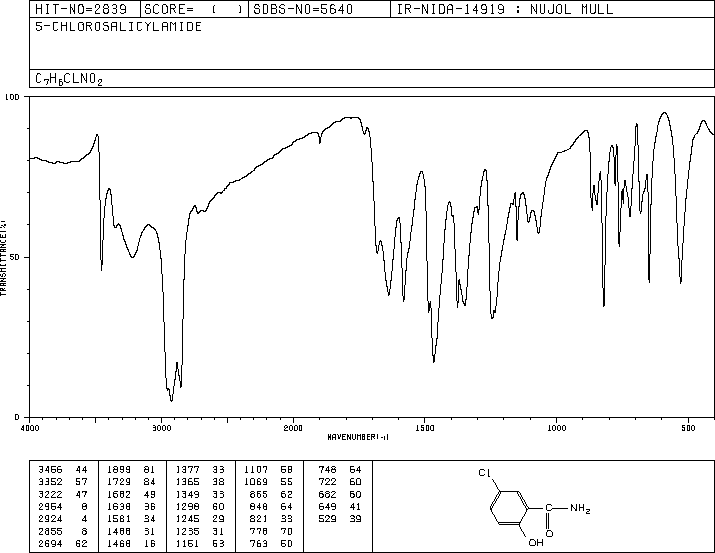 HIT-NO=2839 SCORE= ( ) SDBS-NO=5640 IR-NIDA-14919 : NUJOL MULL
5-CHLOROSALICYLAMIDE
C7H6CLNO2
100
50
0
TRANSMITTANCE(%)
4000 3000 2000 1500 1000 500
WAVENUMBER(-1)
3456 44 1899 81 1377 33 1107 58 748 64
3352 57 1729 84 1365 38 1069 55 722 60
3222 47 1682 49 1349 33 865 62 682 60
2954 8 1638 36 1298 60 848 64 649 41
2924 4 1581 34 1245 29 821 33 529 39
2855 8 1488 31 1235 31 778 70
2694 62 1468 16 1151 53 763 50
Cl
NH2
C
O
OH